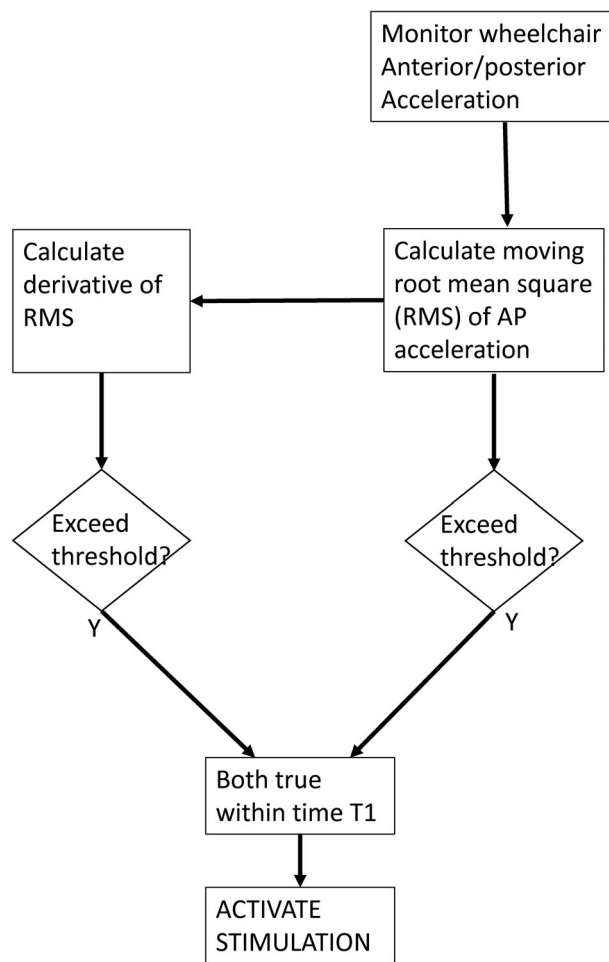 Monitor wheelchair
Anterior/posterior
Acceleration
Calculate
derivative of
RMS
Calculate moving
root mean square
(RMS) of AP
acceleration
Exceed
threshold?
Exceed
threshold?
Y
Y
Both true
within time T1
ACTIVATE
STIMULATION